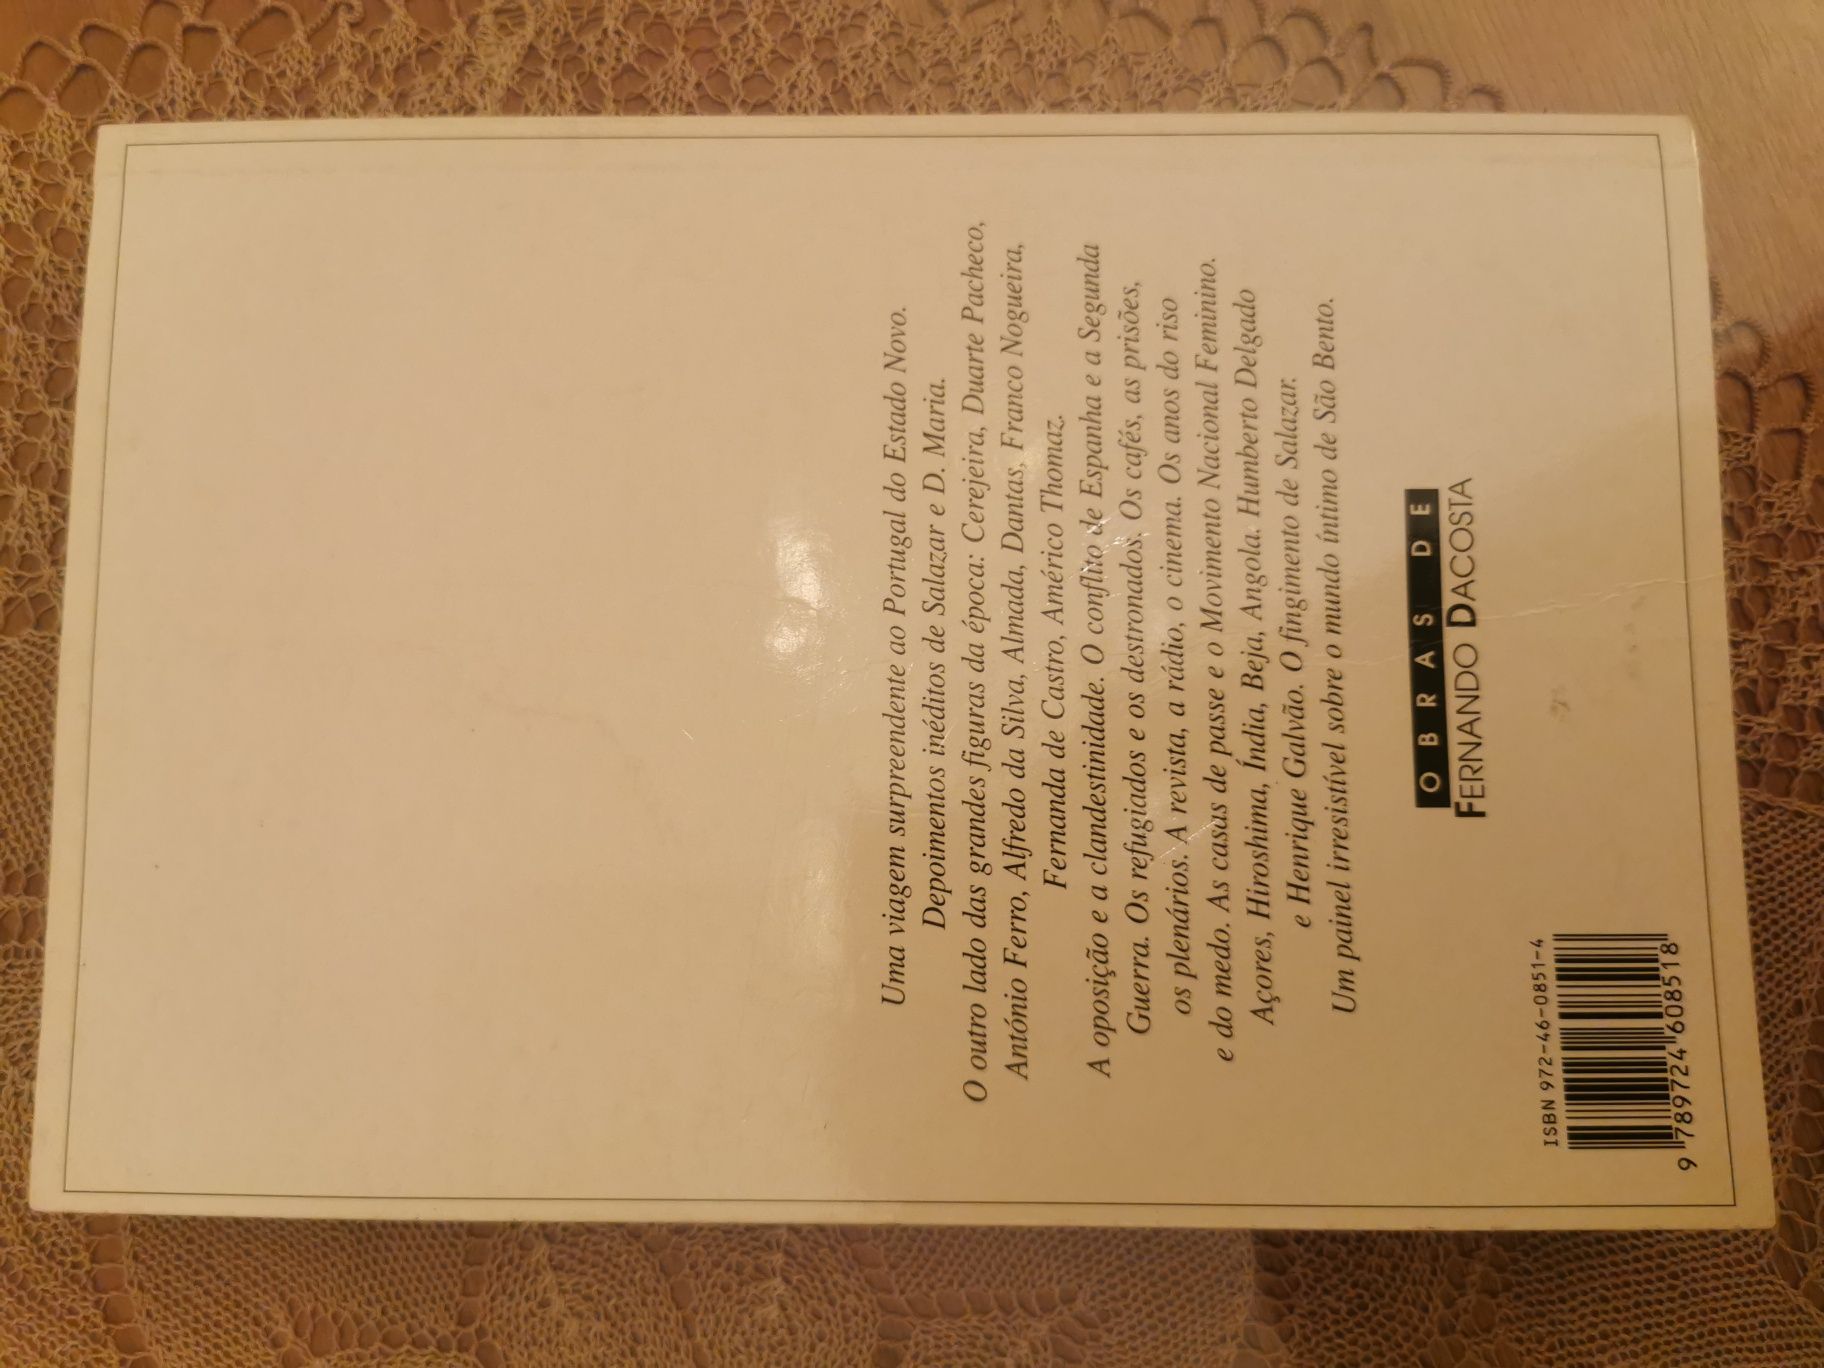 Uma viagem surpreendente ao Portugal do Estado Novo.
Depoimentos inéditos de Salazar e D. Maria.
O outro lado das grandes figuras da época: Cerejeira, Duarte Pacheco,
António Ferro, Alfredo da Silva, Almada, Dantas, Franco Nogueira,
Fernanda de Castro, Américo Thomaz.
A oposição e a clandestinidade. O conflito de Espanha e a Segunda
Guerra. Os refugiados e os destronados. Os cafés, as prisões,
os plenários. A revista, a rádio, o cinema. Os anos do riso
e do medo. As casas de passe e o Movimento Nacional Feminino.
Açores, Hiroshima, Índia, Beja, Angola. Humberto Delgado
e Henrique Galvão. O fingimento de Salazar.
Um painel irresistível sobre o mundo íntimo de São Bento.
OBRAS DE
FERNANDO DACOSTA
ISBN 972-46-0851-4
9 789724 608518